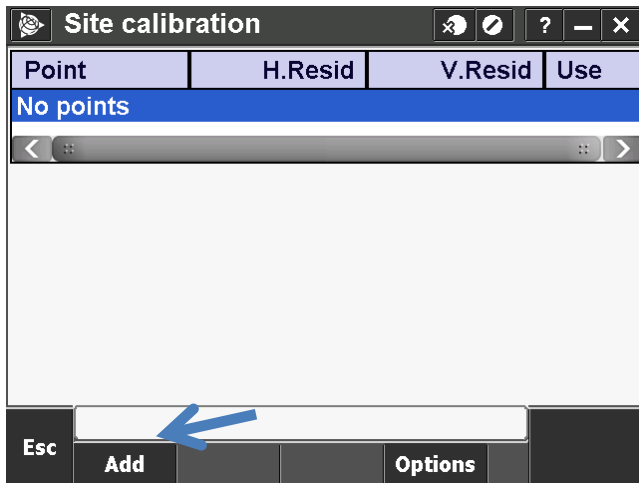 Site calibration ? – X
Point H.Resid V.Resid Use
No points
Esc Add Options